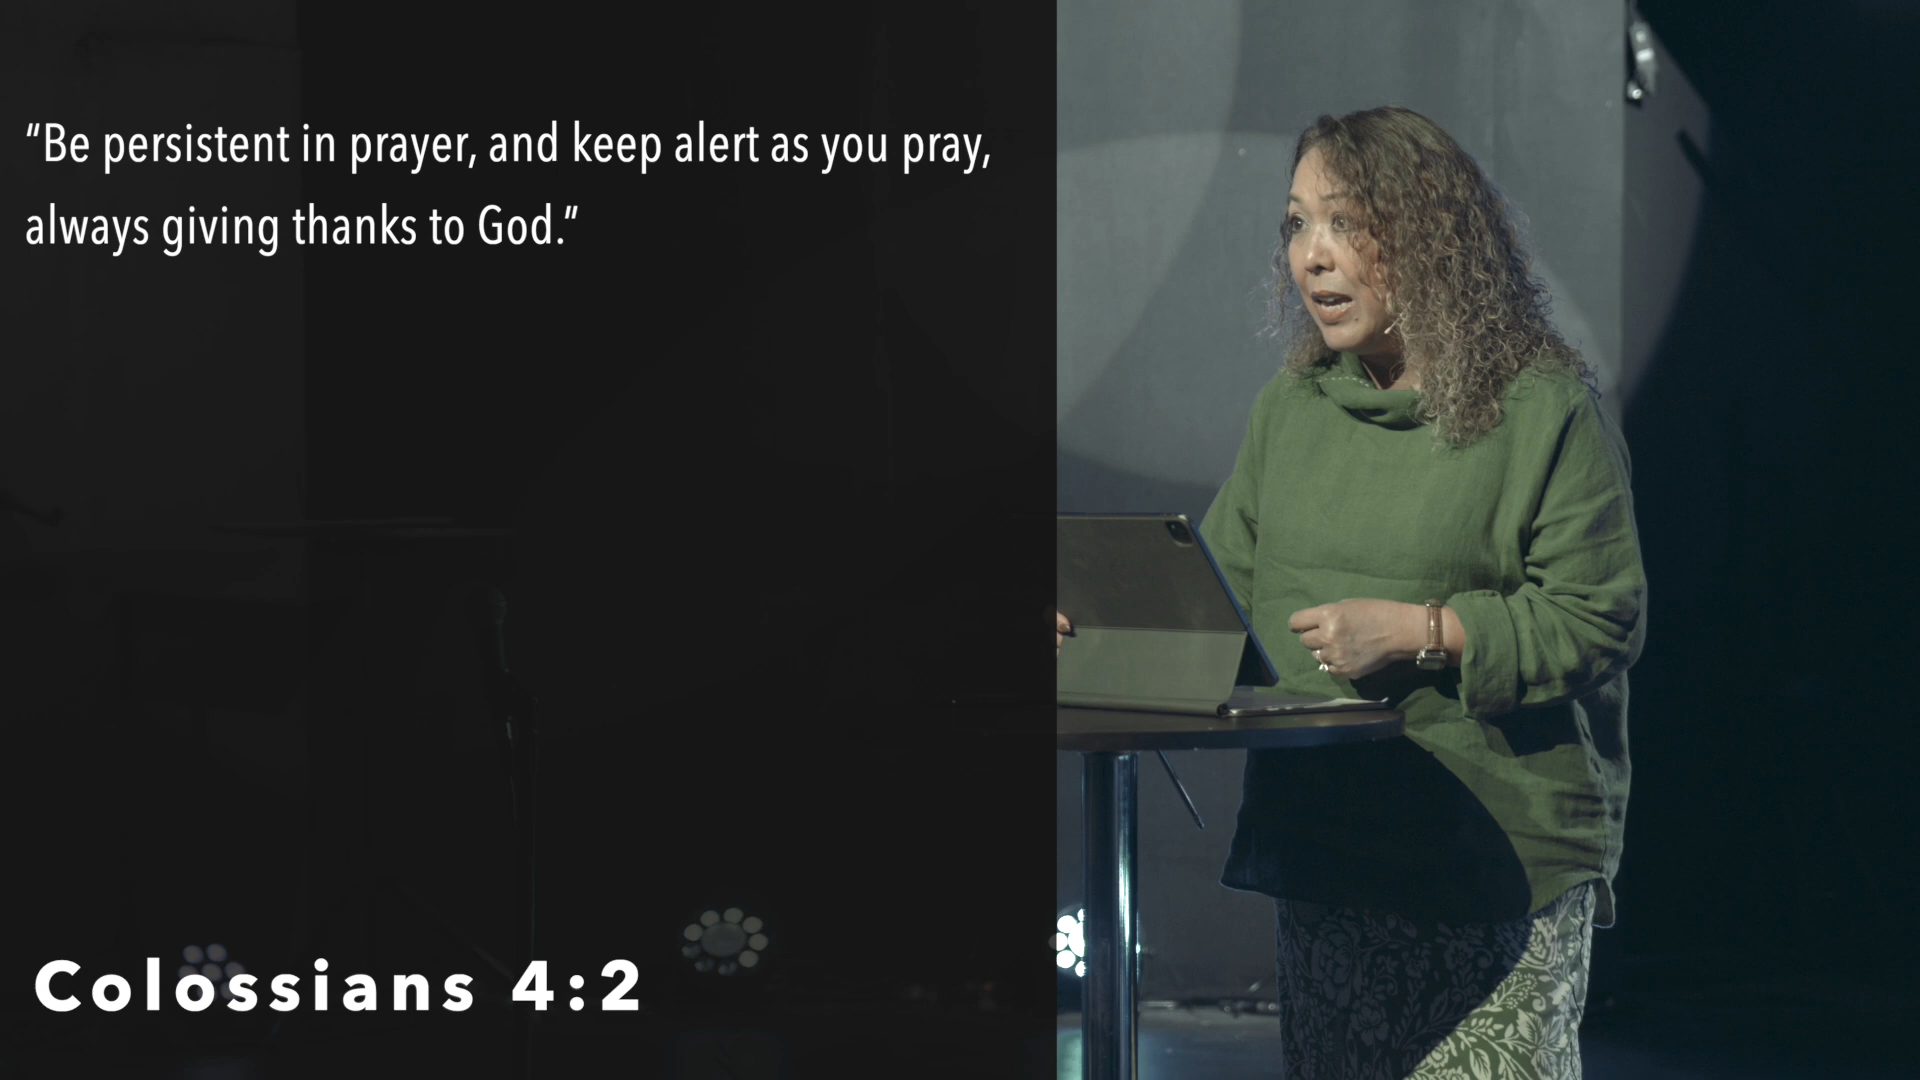 “Be persistent in prayer, and keep alert as you pray,
always giving thanks to God.”
Colossians 4:2